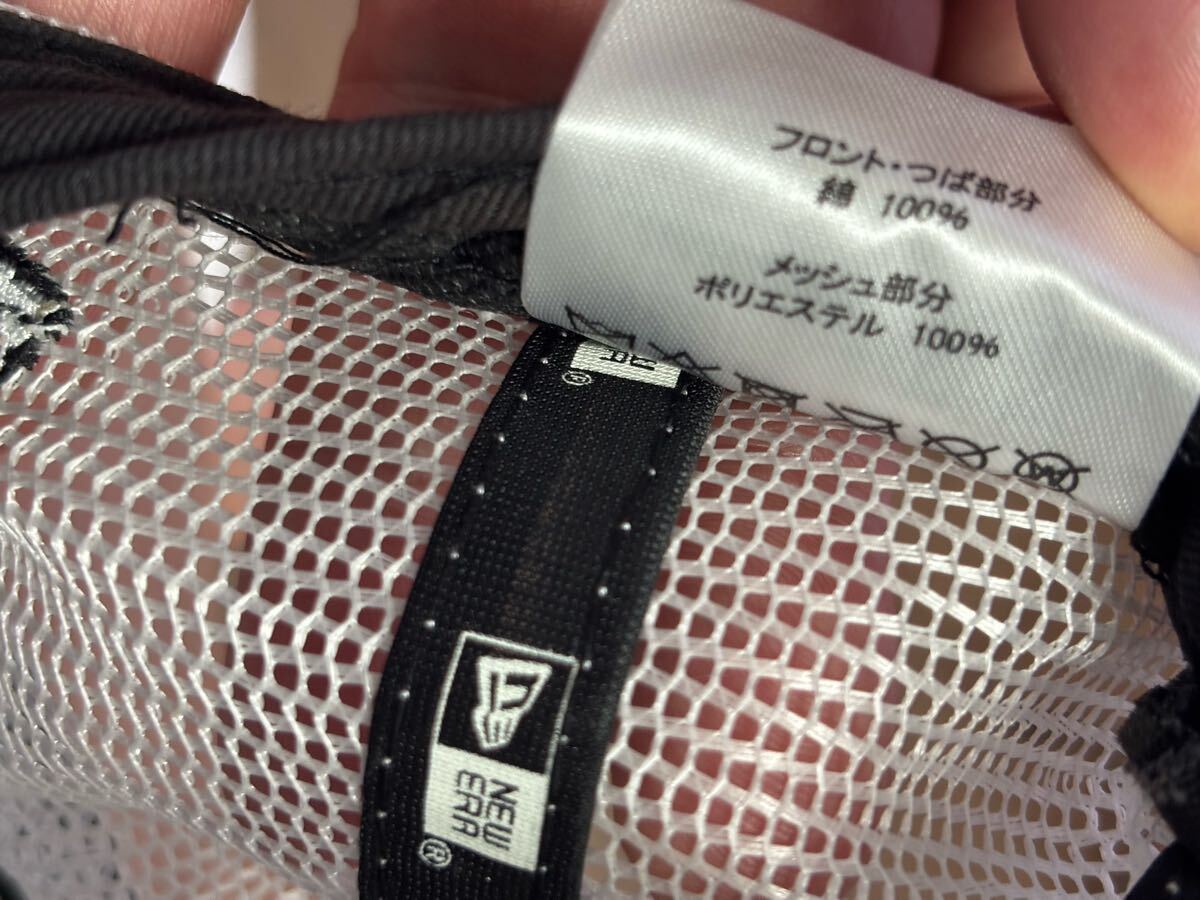 フロント・つば部分
綿 100%
メッシュ部分
ポリエステル 100%
®
NEW
ERA
®